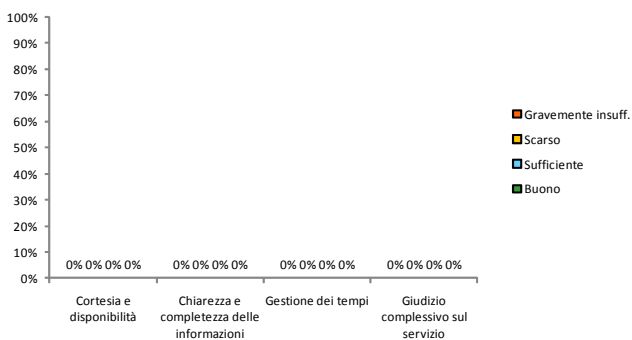 100%
90%
80%
70%
60%
50%
40%
30%
20%
10%
0%
0% 0% 0% 0%
0% 0% 0% 0%
0% 0% 0% 0%
0% 0% 0% 0%
Cortesia e
disponibilità
Chiarezza e
completezza delle
informazioni
Gestione dei tempi
Giudizio
complessivo sul
servizio
Gravemente insuff.
Scarso
Sufficiente
Buono